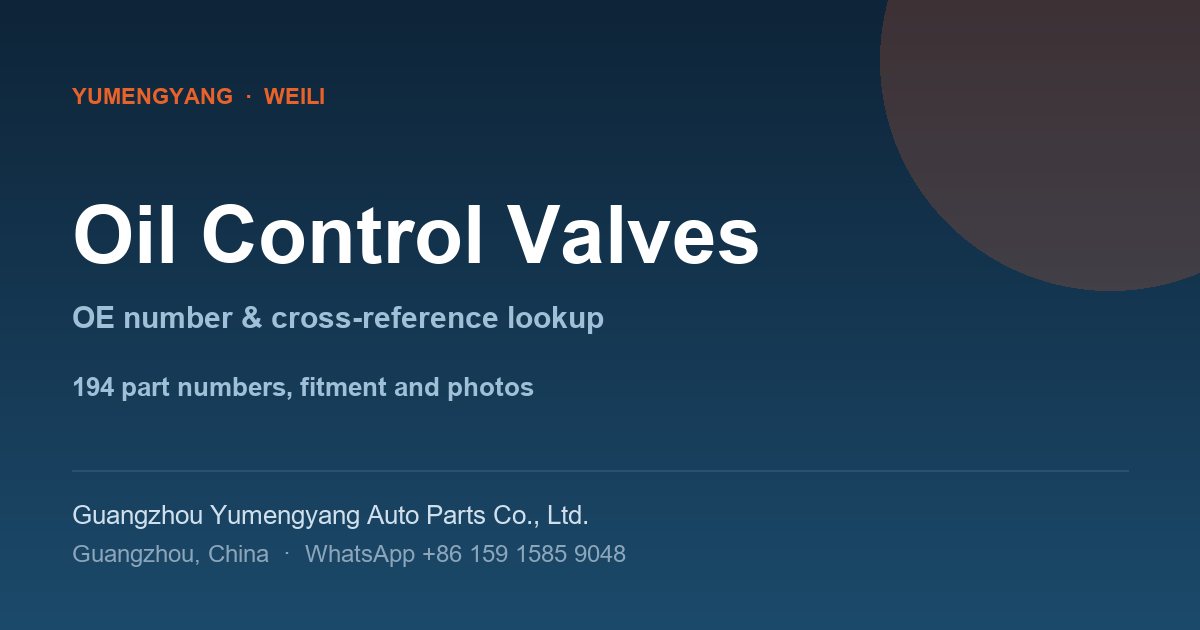 YUMENGYANG · WEILI
Oil Control Valves
OE number & cross-reference lookup
194 part numbers, fitment and photos
Guangzhou Yumengyang Auto Parts Co., Ltd.
Guangzhou, China · WhatsApp +86 159 1585 9048